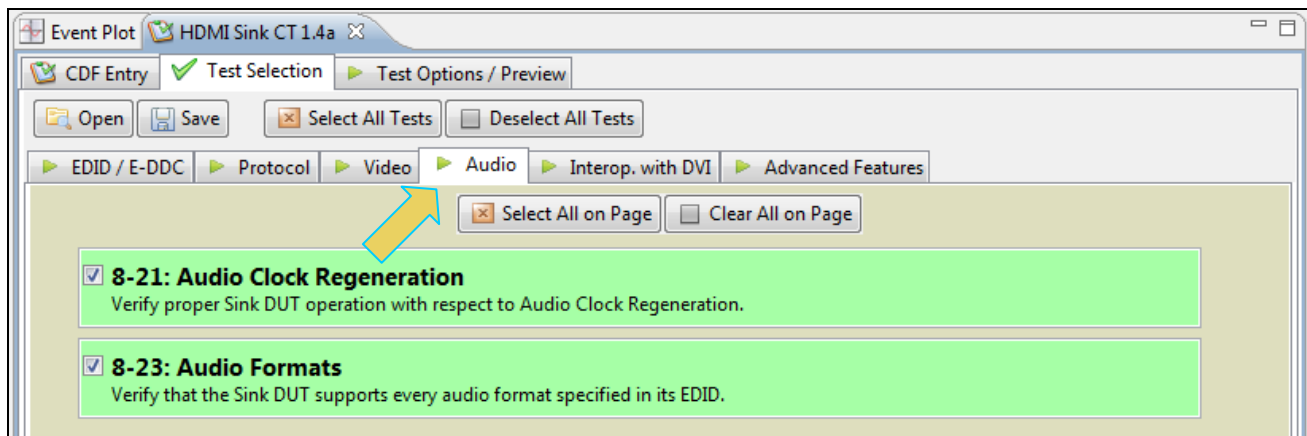 Event Plot HDMI Sink CT 1.4a
CDF Entry Test Selection Test Options / Preview
Open Save Select All Tests Deselect All Tests
EDID / E-DDC Protocol Video Audio Interop. with DVI Advanced Features
Select All on Page Clear All on Page
8-21: Audio Clock Regeneration
Verify proper Sink DUT operation with respect to Audio Clock Regeneration.
8-23: Audio Formats
Verify that the Sink DUT supports every audio format specified in its EDID.